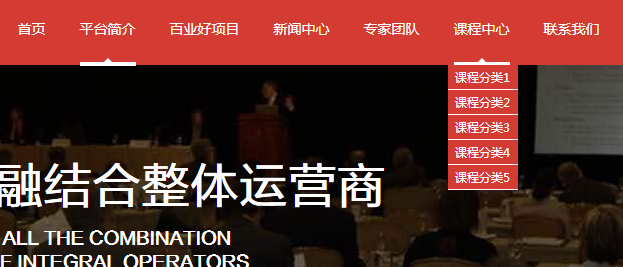 首页 平台简介 百业好项目 新闻中心 专家团队 课程中心 联系我们
课程分类1
课程分类2
课程分类3
课程分类4
课程分类5
融结合整体运营商
ALL THE COMBINATION
E INTEGRAL OPERATORS